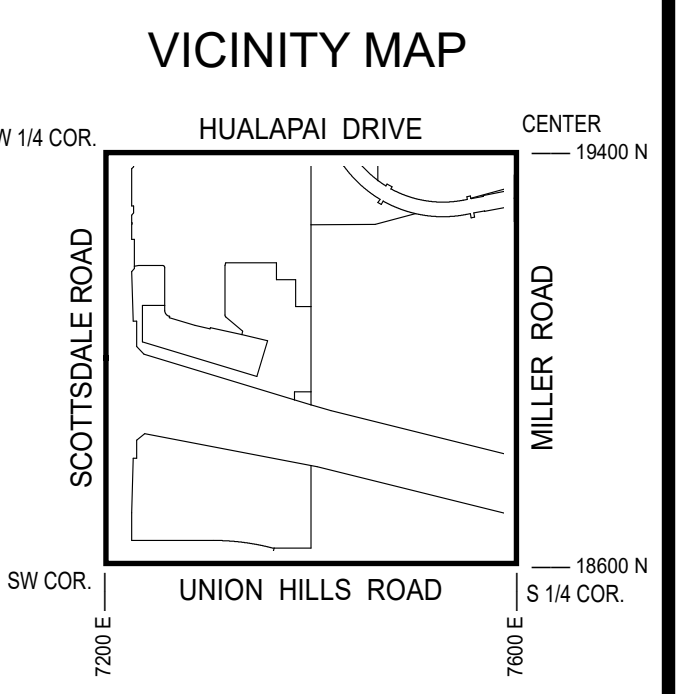 VICINITY MAP
HUALAPAI DRIVE
CENTER
1/4 COR.
19400 N
SCOTTSDALE ROAD
MILLER ROAD
18600 N
SW COR.
UNION HILLS ROAD
S 1/4 COR.
7200 E
7600 E